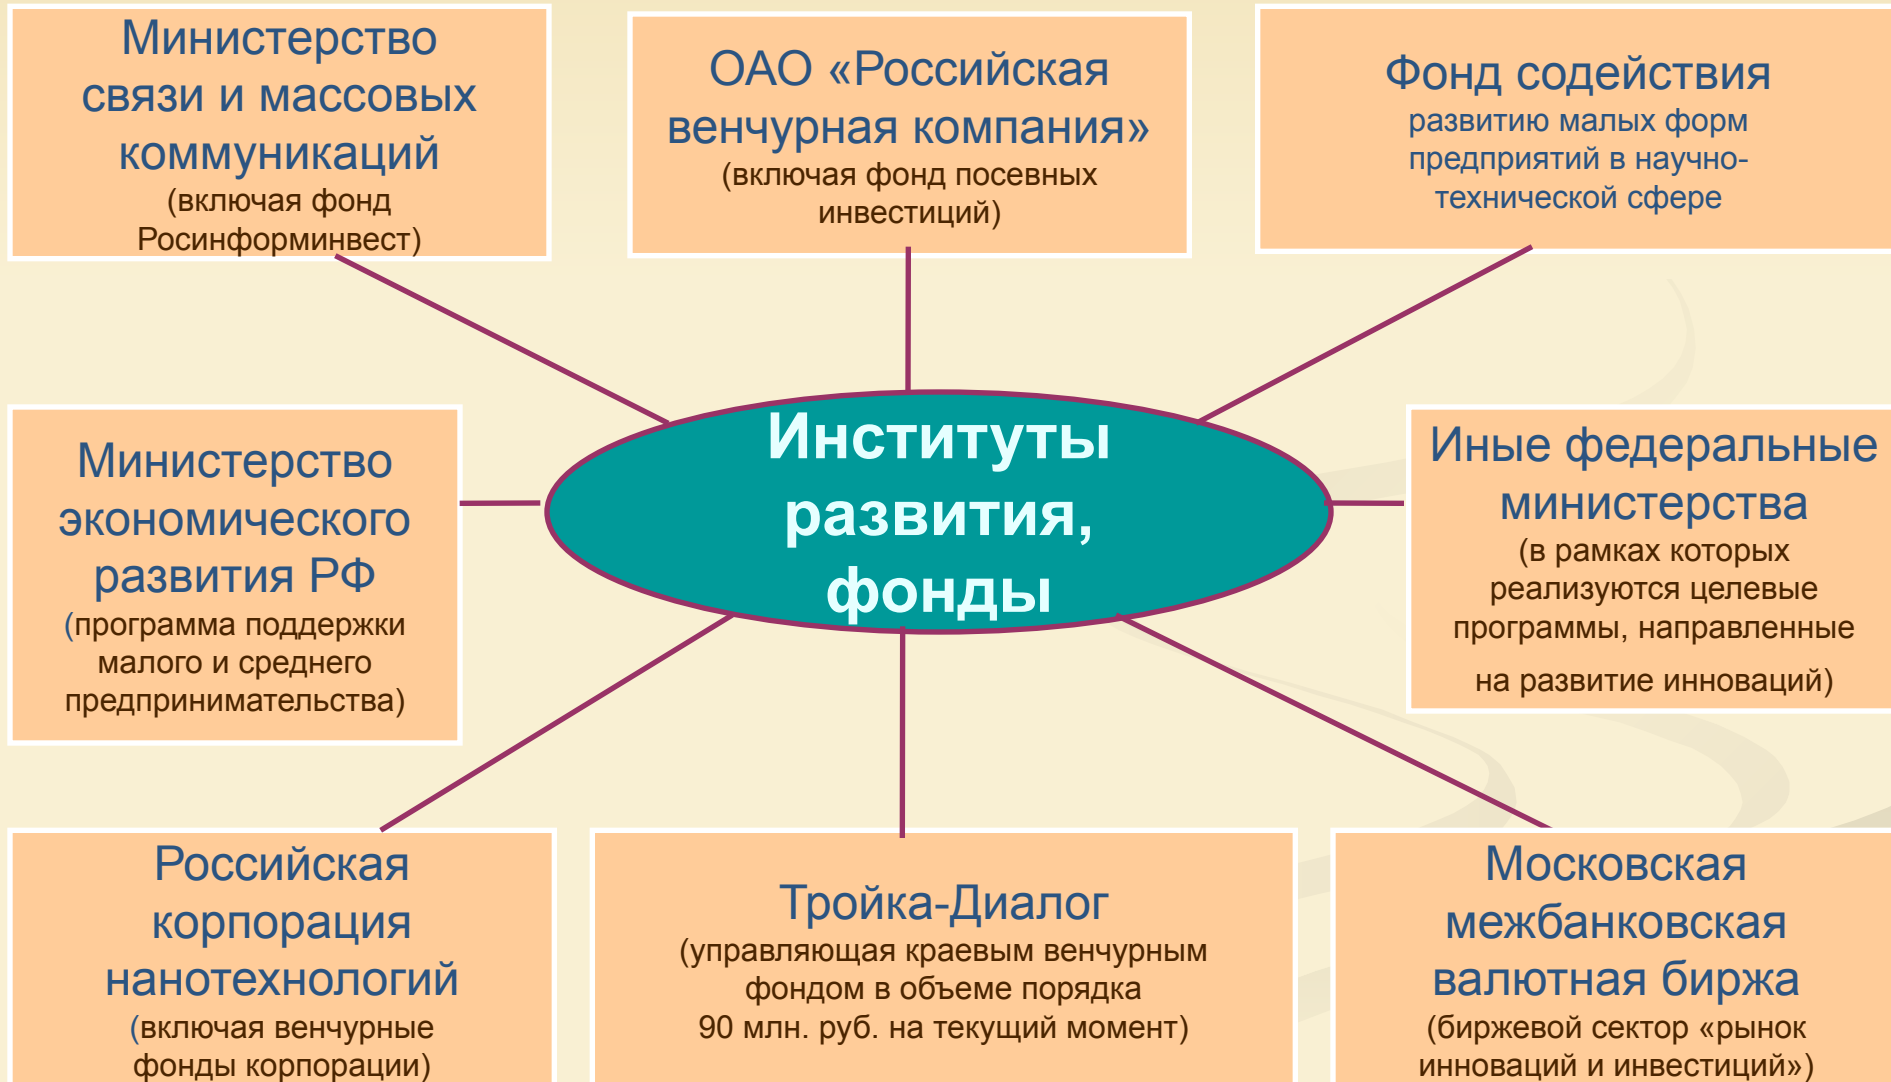 Министерство
связи и массовых
коммуникаций
(включая фонд
Росинформинвест)
ОАО «Российская
венчурная компания»
(включая фонд посевных
инвестиций)
Фонд содействия
развитию малых форм
предприятий в научно-
технической сфере
Министерство
экономического
развития РФ
(программа поддержки
малого и среднего
предпринимательства)
Институты
развития,
фонды
Иные федеральные
министерства
(в рамках которых
реализуются целевые
программы, направленные
на развитие инноваций)
Российская
корпорация
нанотехнологий
(включая венчурные
фонды корпорации)
Тройка-Диалог
(управляющая краевым венчурным
фондом в объеме порядка
90 млн. руб. на текущий момент)
Московская
межбанковская
валютная биржа
(биржевой сектор «рынок
инноваций и инвестиций»)